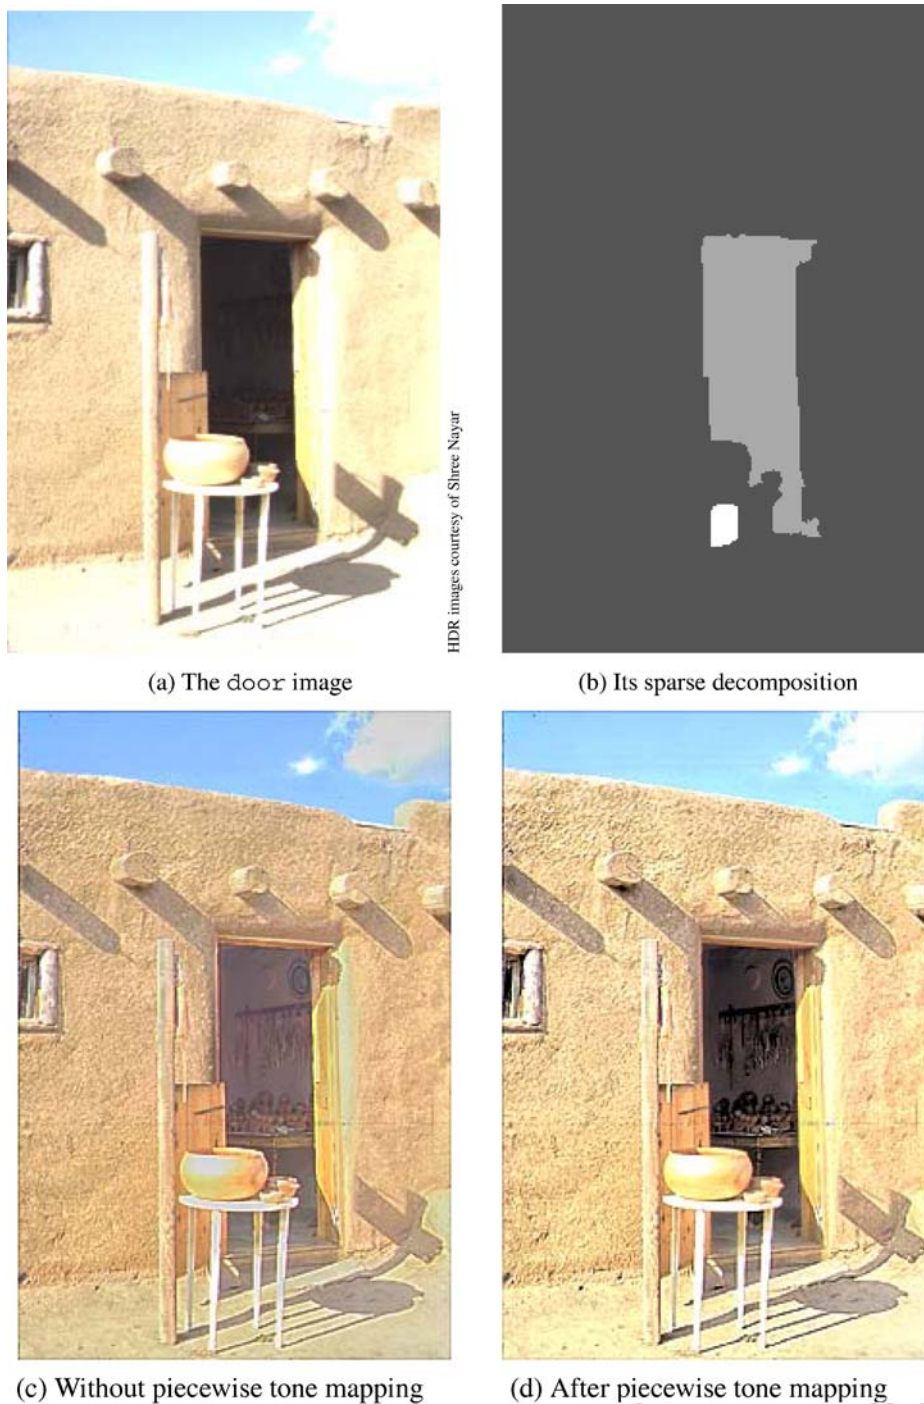 HDR images courtesy of Shree Nayar
(a) The door image
(b) Its sparse decomposition
(c) Without piecewise tone mapping
(d) After piecewise tone mapping